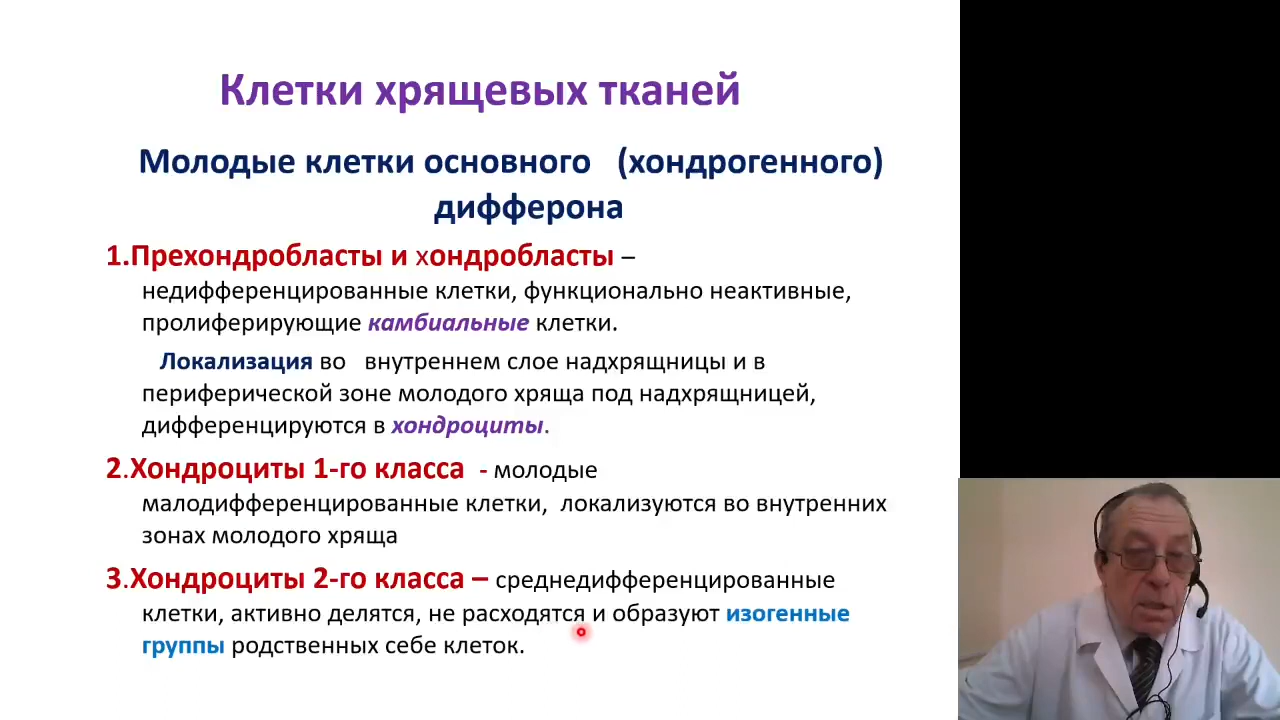 Клетки хрящевых тканей
Молодые клетки основного (хондрогенного)
дифферона
1.Прехондробласты и хондробласты –
недифференцированные клетки, функционально неактивные,
пролиферирующие камбиальные клетки.
Локализация во внутреннем слое надхрящницы и в
периферической зоне молодого хряща под надхрящницей,
дифференцируются в хондроциты.
2.Хондроциты 1-го класса - молодые
малодифференцированные клетки, локализуются во внутренних
зонах молодого хряща
3.Хондроциты 2-го класса – среднедифференцированные
клетки, активно делятся, не расходятся и образуют изогенные
группы родственных себе клеток.